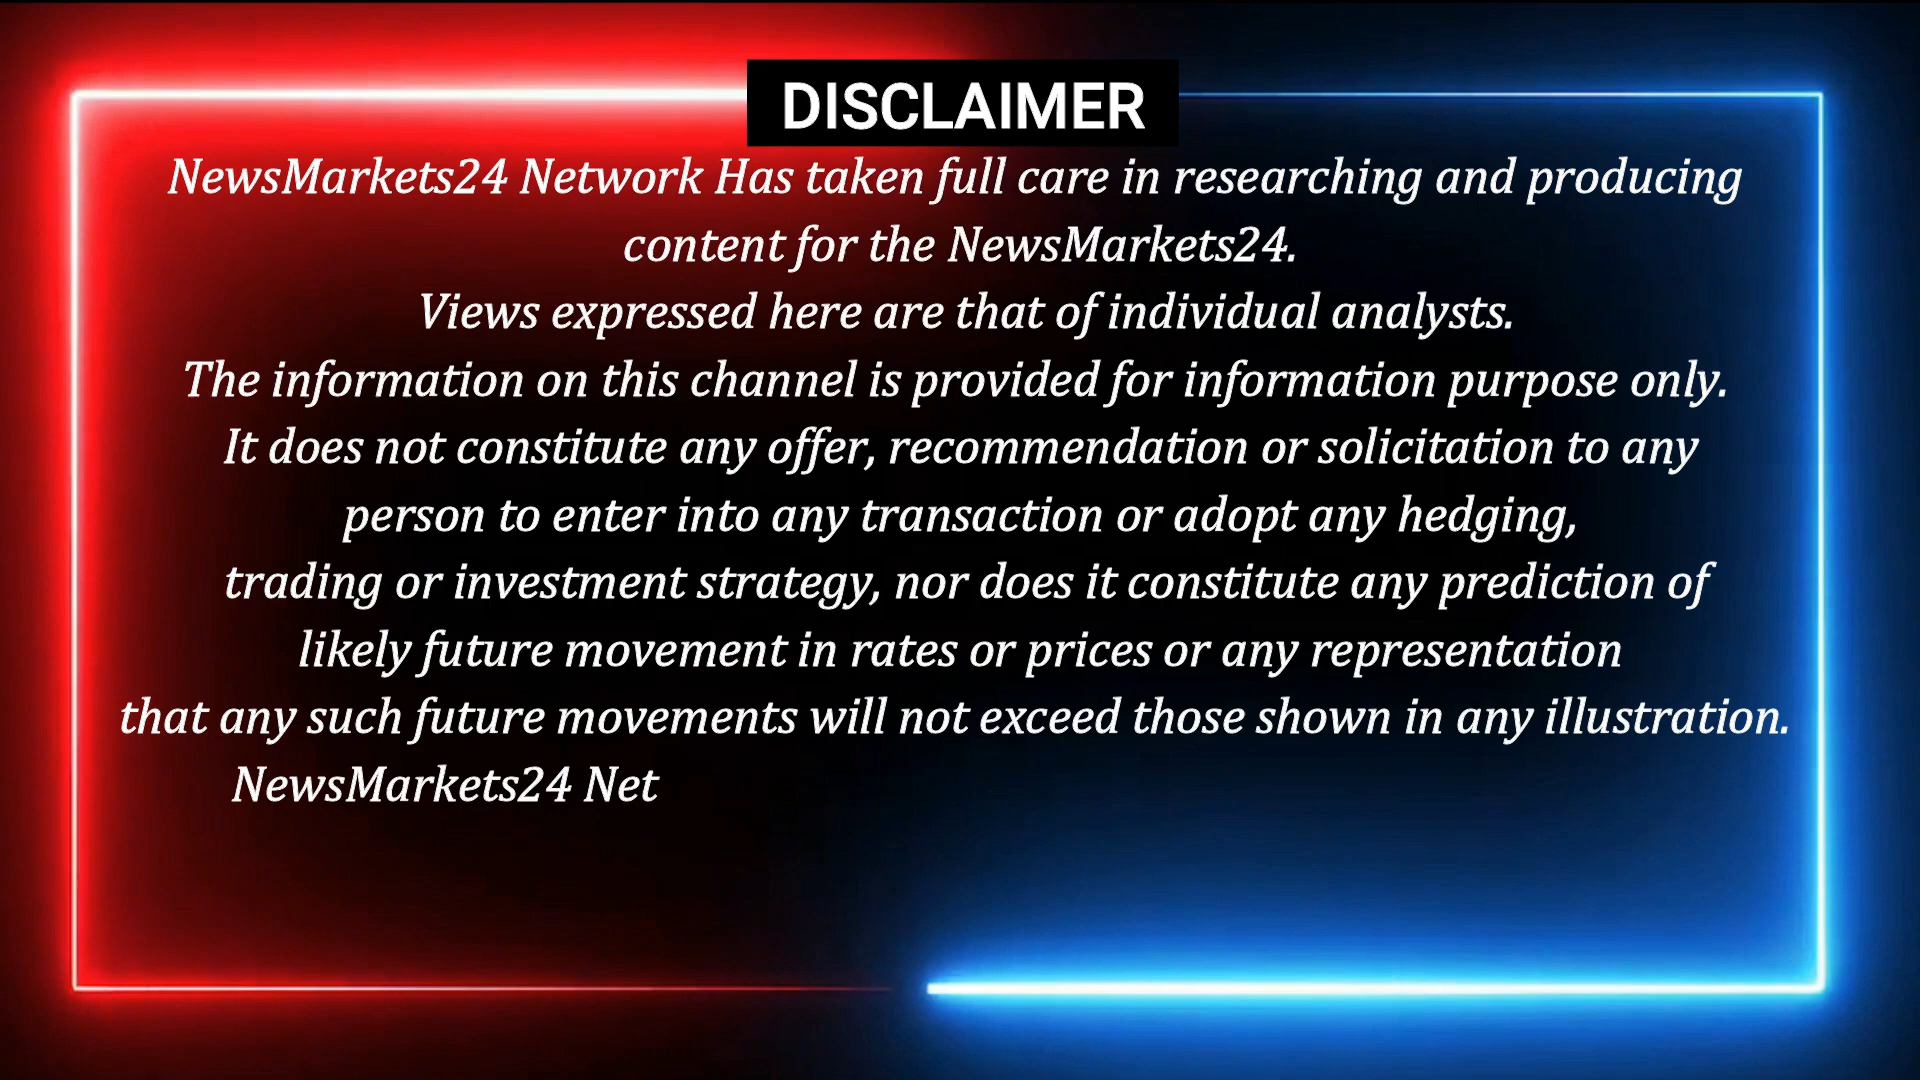 DISCLAIMER
NewsMarkets24 Network Has taken full care in researching and producing
content for the NewsMarkets24.
Views expressed here are that of individual analysts.
The information on this channel is provided for information purpose only.
It does not constitute any offer, recommendation or solicitation to any
person to enter into any transaction or adopt any hedging,
trading or investment strategy, nor does it constitute any prediction of
likely future movement in rates or prices or any representation
that any such future movements will not exceed those shown in any illustration.
NewsMarkets24 Net